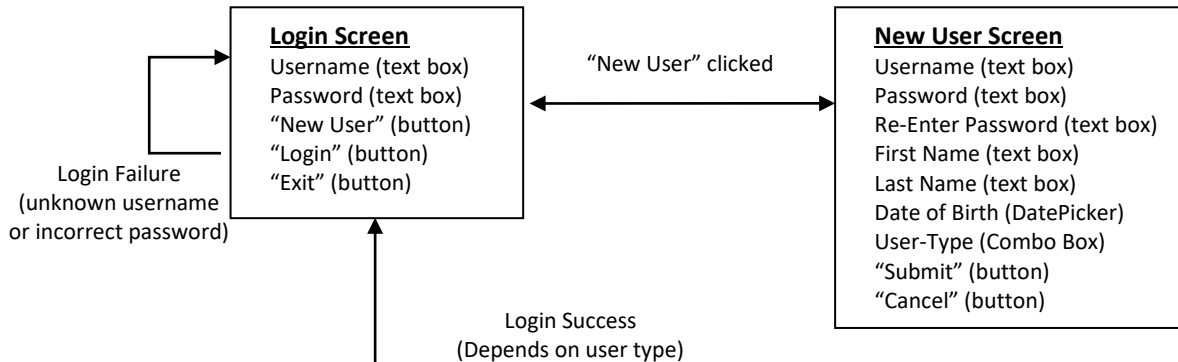 Login Screen
Username (text box)
Password (text box)
“New User” (button)
“Login” (button)
“Exit” (button)
“New User” clicked
New User Screen
Username (text box)
Password (text box)
Re-Enter Password (text box)
First Name (text box)
Last Name (text box)
Date of Birth (DatePicker)
User-Type (Combo Box)
“Submit” (button)
“Cancel” (button)
Login Failure
(unknown username
or incorrect password)
Login Success
(Depends on user type)